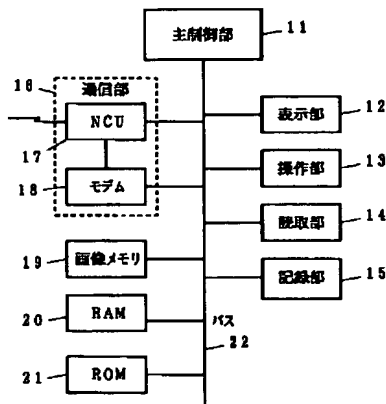 主制御部
11
16
通信部
NCU
17
18
モデム
表示部
12
操作部
13
読取部
14
記録部
15
19
画像メモリ
20
RAM
バス
21
ROM
22